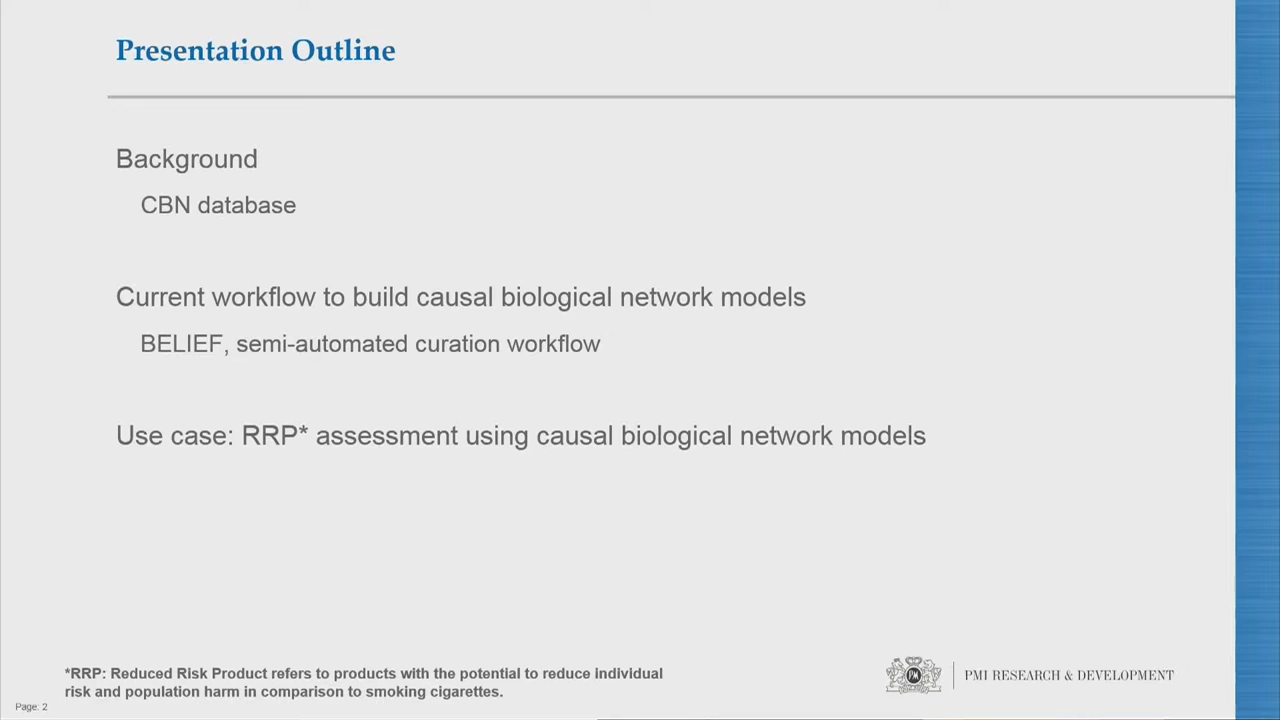 Presentation Outline
Background
CBN database
Current workflow to build causal biological network models
BELIEF, semi-automated curation workflow
Use case: RRP* assessment using causal biological network models
*RRP: Reduced Risk Product refers to products with the potential to reduce individual
risk and population harm in comparison to smoking cigarettes.
PM
PMI RESEARCH & DEVELOPMENT
Page: 2